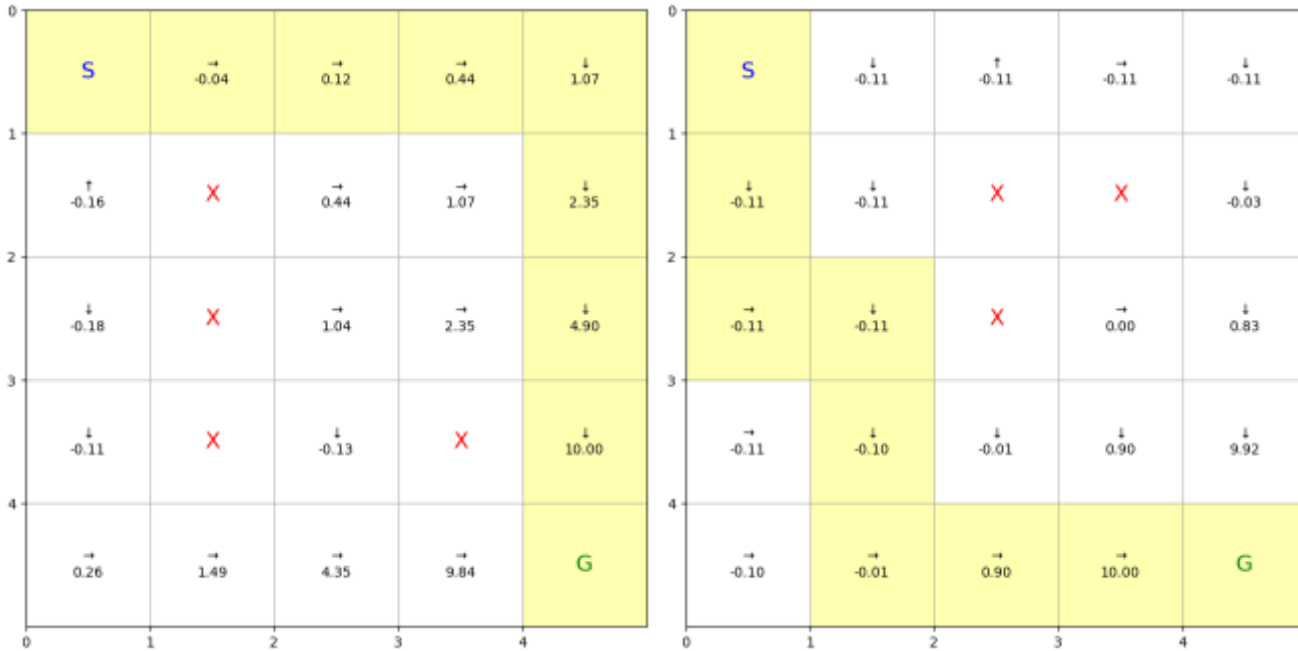 0
S → → → ↓
-0.04 0.12 0.44 1.07
1
↑ X → → ↓
-0.16 0.44 1.07 2.35
2
↓ X → → ↓
-0.18 1.04 2.35 4.90
3
↓ X ↓ X ↓
-0.11 -0.13 10.00
4
→ → → → G
0.26 1.49 4.35 9.84
0 1 2 3 4
0
S ↓ ↑ → ↓
-0.11 -0.11 -0.11 -0.11
1
↓ ↓ X X ↓
-0.11 -0.11 -0.03
2
→ ↓ X → ↓
-0.11 -0.11 0.00 0.83
3
→ ↓ ↓ ↓ ↓
-0.11 -0.10 -0.01 0.90 9.92
4
→ → → → G
-0.10 -0.01 0.90 10.00
0 1 2 3 4